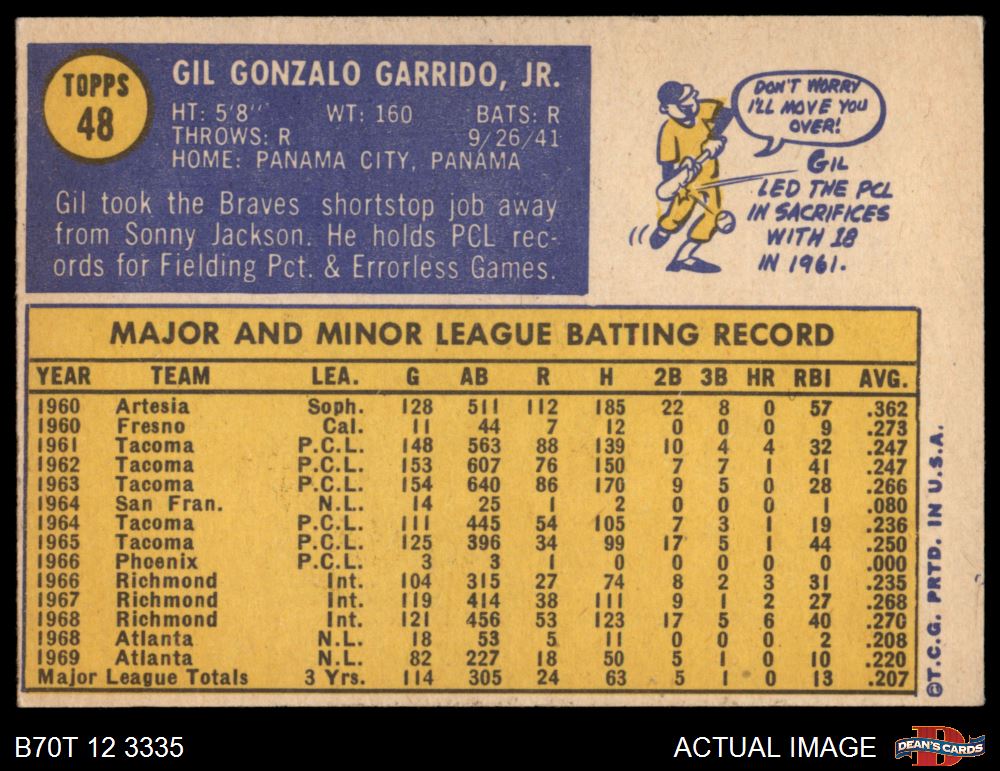 TOPPS
48
GIL GONZALO GARRIDO, JR.
HT: 5'8" WT: 160 BATS: R
THROWS: R 9/26/41
HOME: PANAMA CITY, PANAMA
Gil took the Braves shortstop job away
from Sonny Jackson. He holds PCL rec-
ords for Fielding Pct. & Errorless Games.
DON'T WORRY
I'LL MOVE YOU
OVER!
GIL
LED THE PCL
IN SACRIFICES
WITH 18
IN 1961.
MAJOR AND MINOR LEAGUE BATTING RECORD
YEAR TEAM LEA. G AB R H 2B 3B HR RBI AVG.
1960 Artesia Soph. 128 511 112 185 22 8 0 57 .362
1960 Fresno Cal. 11 44 7 12 0 0 0 9 .273
1961 Tacoma P.C.L. 148 563 88 139 10 4 4 32 .247
1962 Tacoma P.C.L. 153 607 76 150 7 7 1 41 .247
1963 Tacoma P.C.L. 154 640 86 170 9 5 0 28 .266
1964 San Fran. N.L. 14 25 1 2 0 0 0 1 .080
1964 Tacoma P.C.L. 111 445 54 105 7 3 1 19 .236
1965 Tacoma P.C.L. 125 396 34 99 17 5 1 44 .250
1966 Phoenix P.C.L. 3 3 1 0 0 0 0 0 .000
1966 Richmond Int. 104 315 27 74 8 2 3 31 .235
1967 Richmond Int. 119 414 38 111 9 1 2 27 .268
1968 Richmond Int. 121 456 53 123 17 5 6 40 .270
1968 Atlanta N.L. 18 53 5 11 0 0 0 2 .208
1969 Atlanta N.L. 82 227 18 50 5 1 0 10 .220
Major League Totals 3 Yrs. 114 305 24 63 5 1 0 13 .207
©T.C.G. PRTD. IN U.S.A.
B70T 12 3335
ACTUAL IMAGE
DEAN'S CARDS